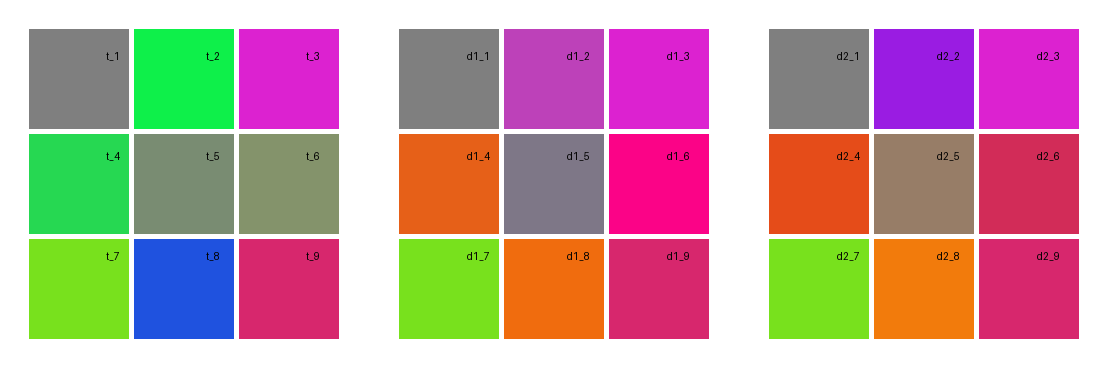 t_1 t_2 t_3 d1_1 d1_2 d1_3 d2_1 d2_2 d2_3
t_4 t_5 t_6 d1_4 d1_5 d1_6 d2_4 d2_5 d2_6
t_7 t_8 t_9 d1_7 d1_8 d1_9 d2_7 d2_8 d2_9